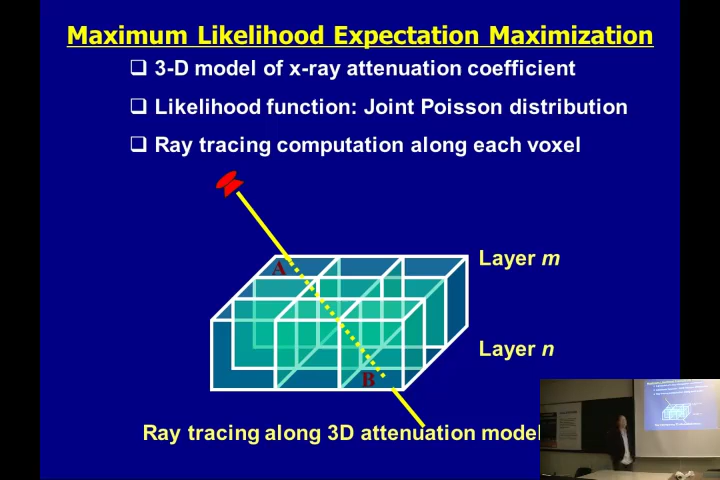 Maximum Likelihood Expectation Maximization
❑ 3-D model of x-ray attenuation coefficient
❑ Likelihood function: Joint Poisson distribution
❑ Ray tracing computation along each voxel
A
Layer m
Layer n
B
Ray tracing along 3D attenuation model